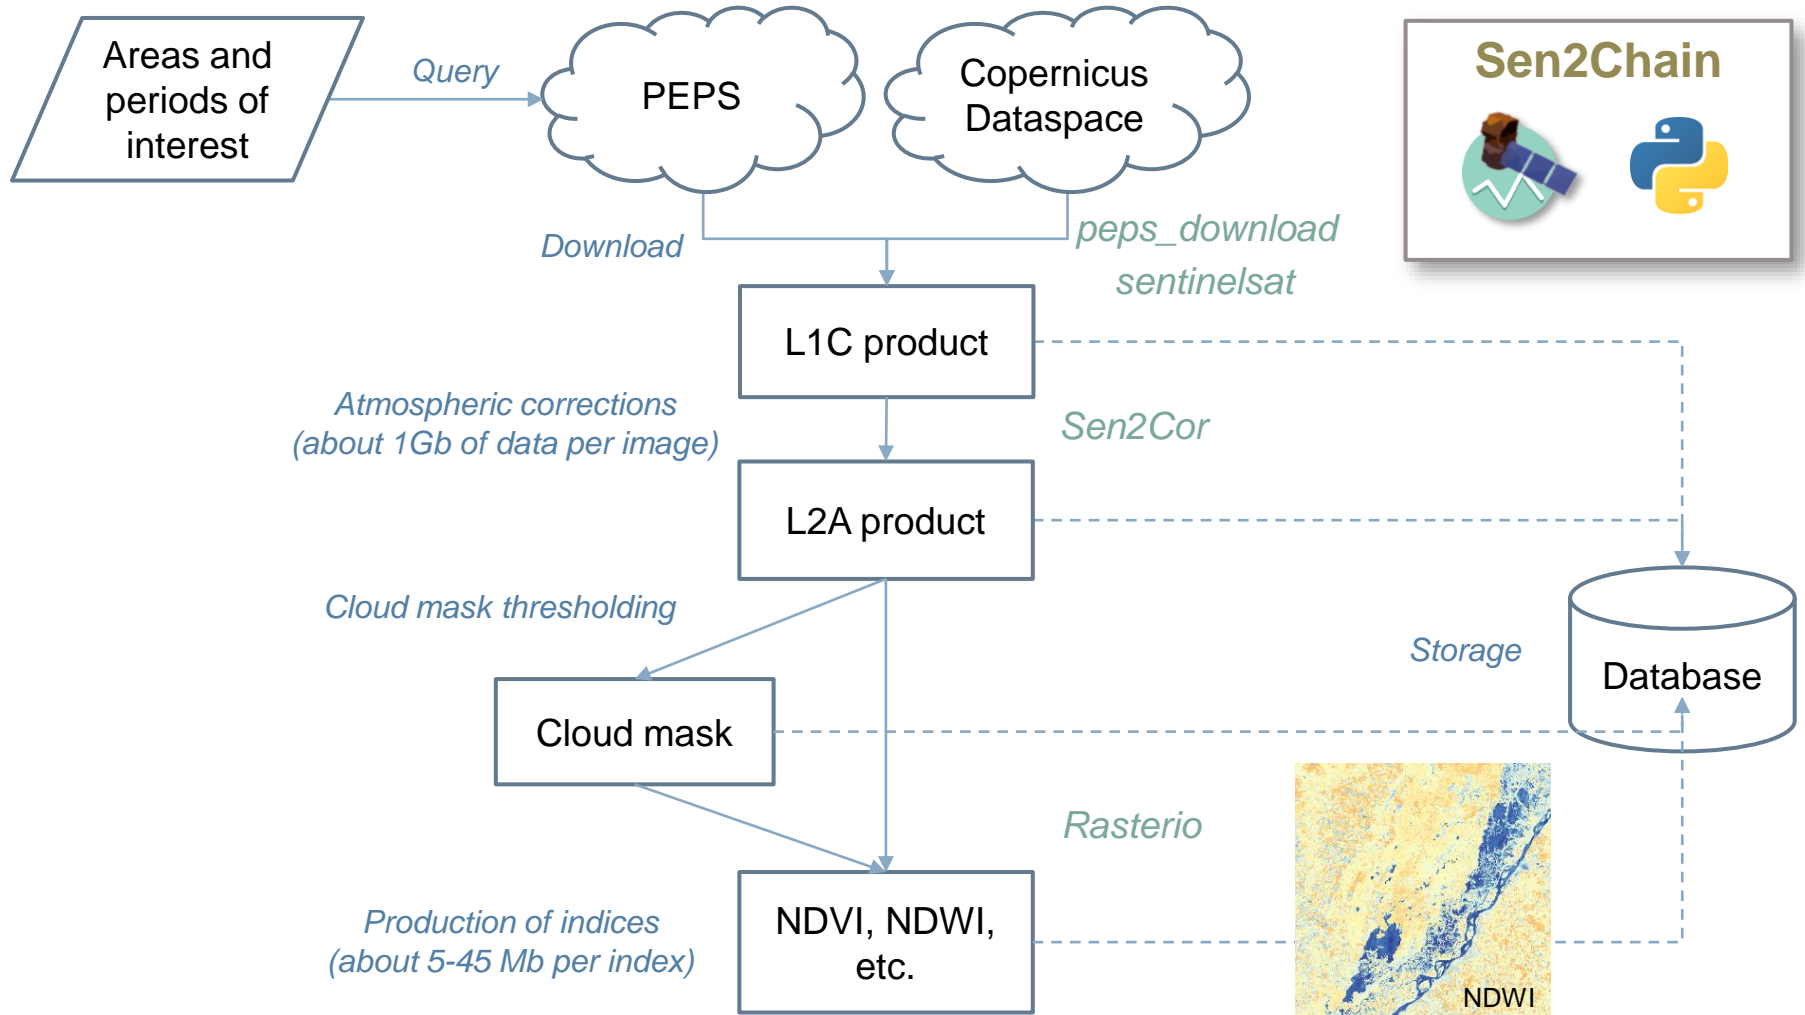 Areas and
periods of
interest
Query
PEPS
Copernicus
Dataspace
Sen2Chain
Download
peps_download
sentinelsat
L1C product
Atmospheric corrections
(about 1Gb of data per image)
Sen2Cor
L2A product
Cloud mask thresholding
Storage
Database
Cloud mask
Rasterio
Production of indices
(about 5-45 Mb per index)
NDVI, NDWI,
etc.
NDWI